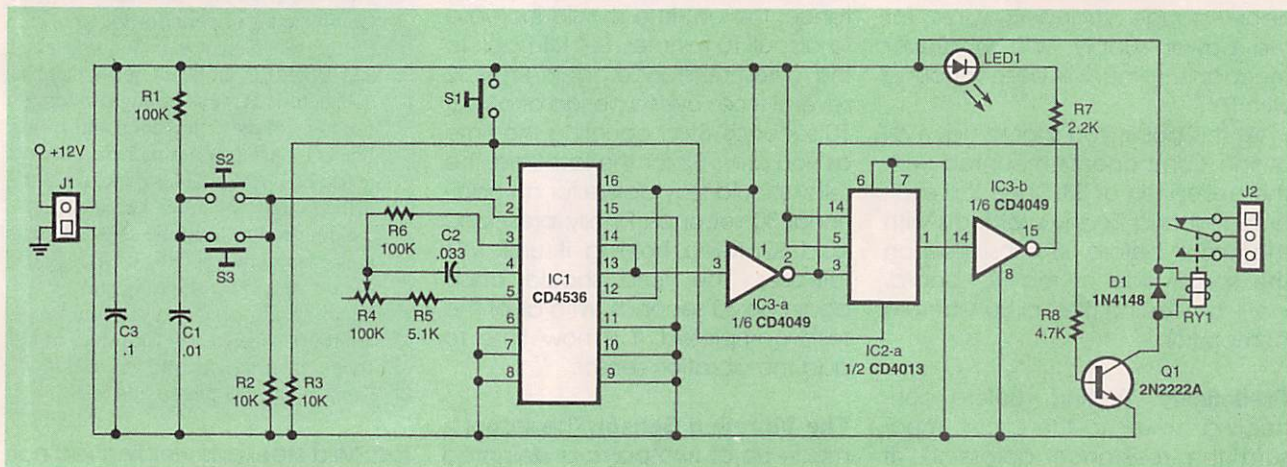 LED1
R1
100K
S1
R7
2.2K
+12V
J1
S2
6 7
IC3-b
1/6 CD4049
J2
1
2
3
4
5
6
7
8
16
15
14
13
12
11
10
9
R6
100K
C2
.033
S3
IC1
CD4536
R4
100K
R5
5.1K
3
1
2
IC3-a
1/6 CD4049
14
5
3
1
14
15
8
D1
1N4148
RY1
C3
.1
C1
.01
R8
4.7K
IC2-a
1/2 CD4013
Q1
2N2222A
R2
10K
R3
10K